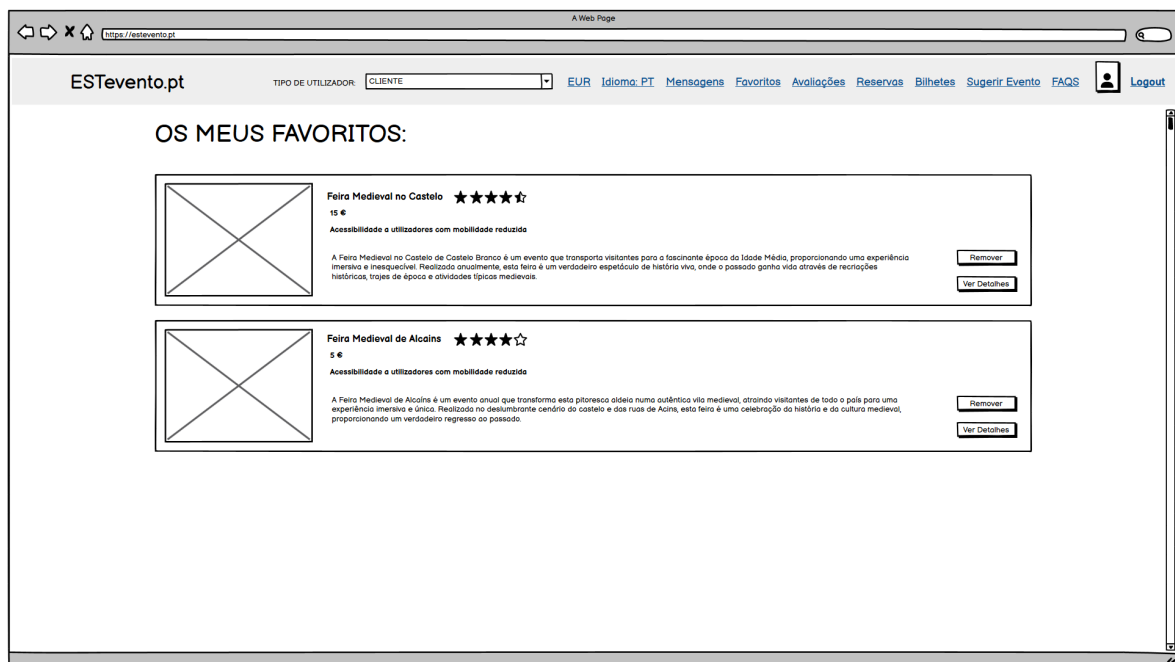 A Web Page
https://estevento.pt
ESTevento.pt
TIPO DE UTILIZADOR: CLIENTE EUR Idioma: PT Mensagens Favoritos Avaliações Reservas Bilhetes Sugerir Evento FAQS Logout
OS MEUS FAVORITOS:
Feira Medieval no Castelo
15 €
Acessibilidade a utilizadores com mobilidade reduzida
A Feira Medieval no Castelo de Castelo Branco é um evento que transporta visitantes para a fascinante época da Idade Média, proporcionando uma experiência
imersiva e inesquecível. Realizada anualmente, esta feira é um verdadeiro espetáculo de história viva, onde o passado ganha vida através de recriações
históricas, trajes de época e atividades típicas medievais.
Remover
Ver Detalhes
Feira Medieval de Alcains
5 €
Acessibilidade a utilizadores com mobilidade reduzida
A Feira Medieval de Alcaíns é um evento anual que transforma esta pitoresca aldeia numa autêntica vila medieval, atraindo visitantes de todo o país para uma
experiência imersiva e única. Realizada no deslumbrante cenário do castelo e das ruas de Acins, esta feira é uma celebração da história e da cultura medieval,
proporcionando um verdadeiro regresso ao passado.
Remover
Ver Detalhes